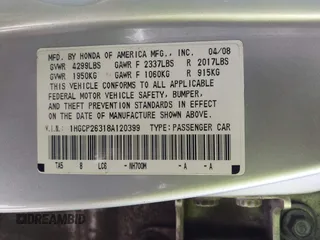 MFD. BY HONDA OF AMERICA MFG., INC. 04/08
GVWR 4299LBS GAWR F 2337LBS R 2017LBS
GVWR 1950KG GAWR F 1060KG R 915KG
THIS VEHICLE CONFORMS TO ALL APPLICABLE
FEDERAL MOTOR VEHICLE SAFETY, BUMPER,
AND THEFT PREVENTION STANDARDS IN EFFECT
ON THE DATE OF MANUFACTURE SHOWN ABOVE.
V.I.N.: 1HGCP26318A120399 TYPE: PASSENGER CAR
TA5 8 LC6 -NH700M -A -A
DREAMBID